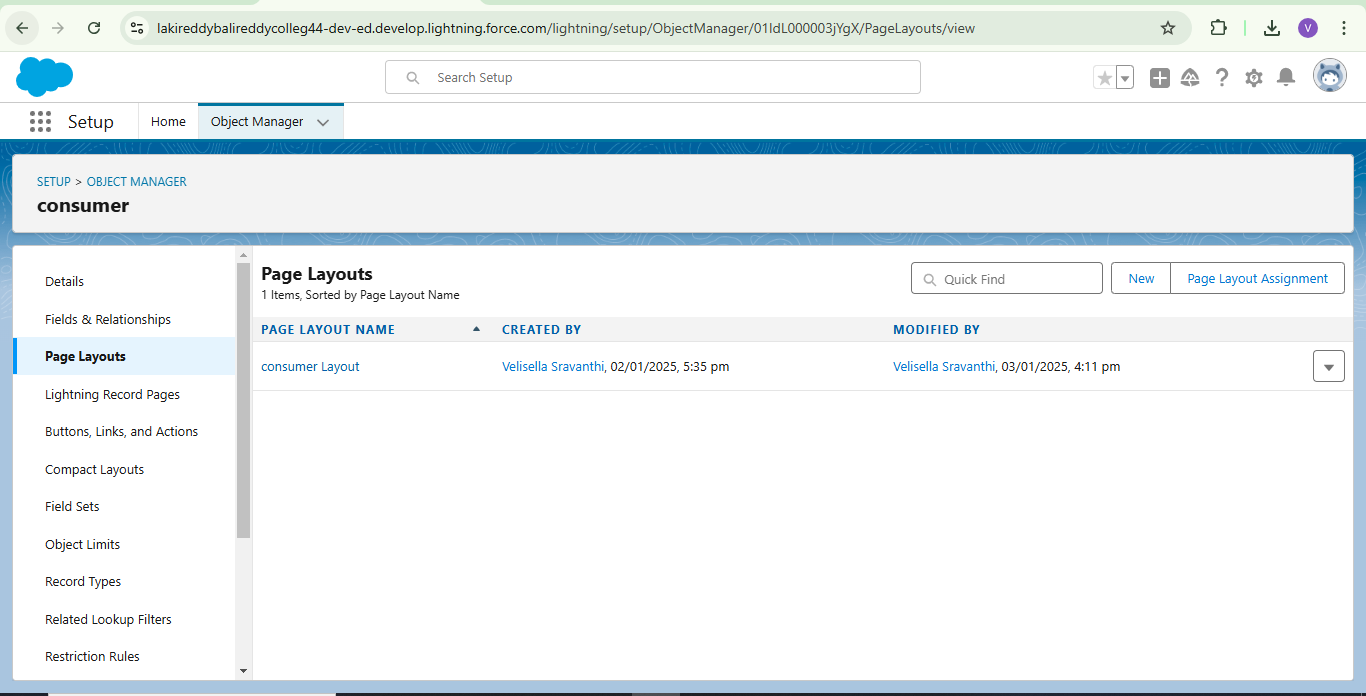 lakireddybalireddycolleg44-dev-ed.develop.lightning.force.com/lightning/setup/ObjectManager/01IdL000003jYgX/PageLayouts/view
V
Search Setup
Setup
Home
Object Manager
SETUP > OBJECT MANAGER
consumer
Details
Fields & Relationships
Page Layouts
Lightning Record Pages
Buttons, Links, and Actions
Compact Layouts
Field Sets
Object Limits
Record Types
Related Lookup Filters
Restriction Rules
Page Layouts
1 Items, Sorted by Page Layout Name
Quick Find
New
Page Layout Assignment
PAGE LAYOUT NAME CREATED BY MODIFIED BY
consumer Layout Velisella Sravanthi, 02/01/2025, 5:35 pm Velisella Sravanthi, 03/01/2025, 4:11 pm